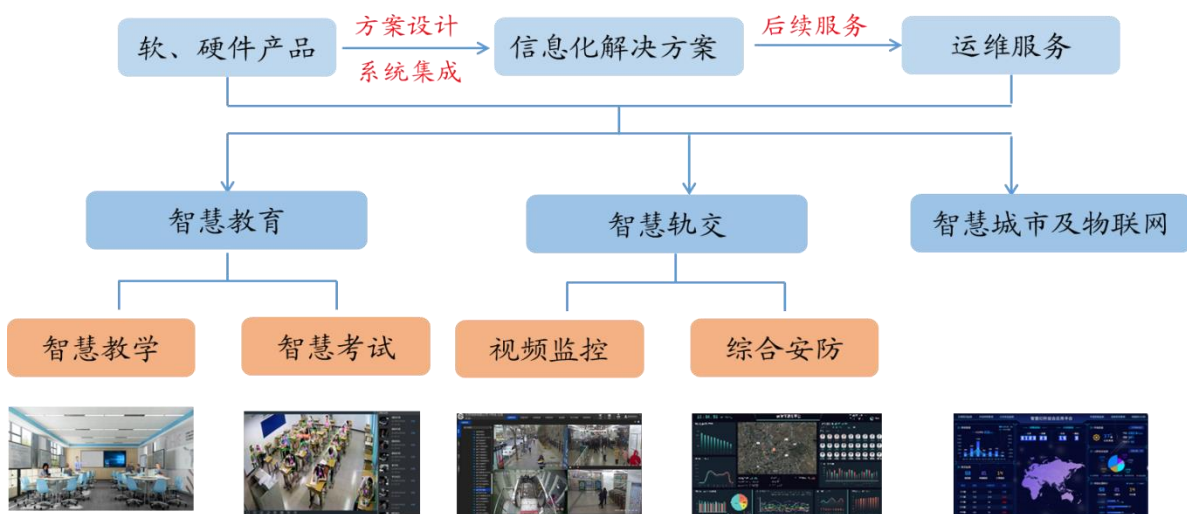 软、硬件产品
方案设计
系统集成
信息化解决方案
后续服务
运维服务
智慧教育
智慧轨交
智慧城市及物联网
智慧教学
智慧考试
视频监控
综合安防